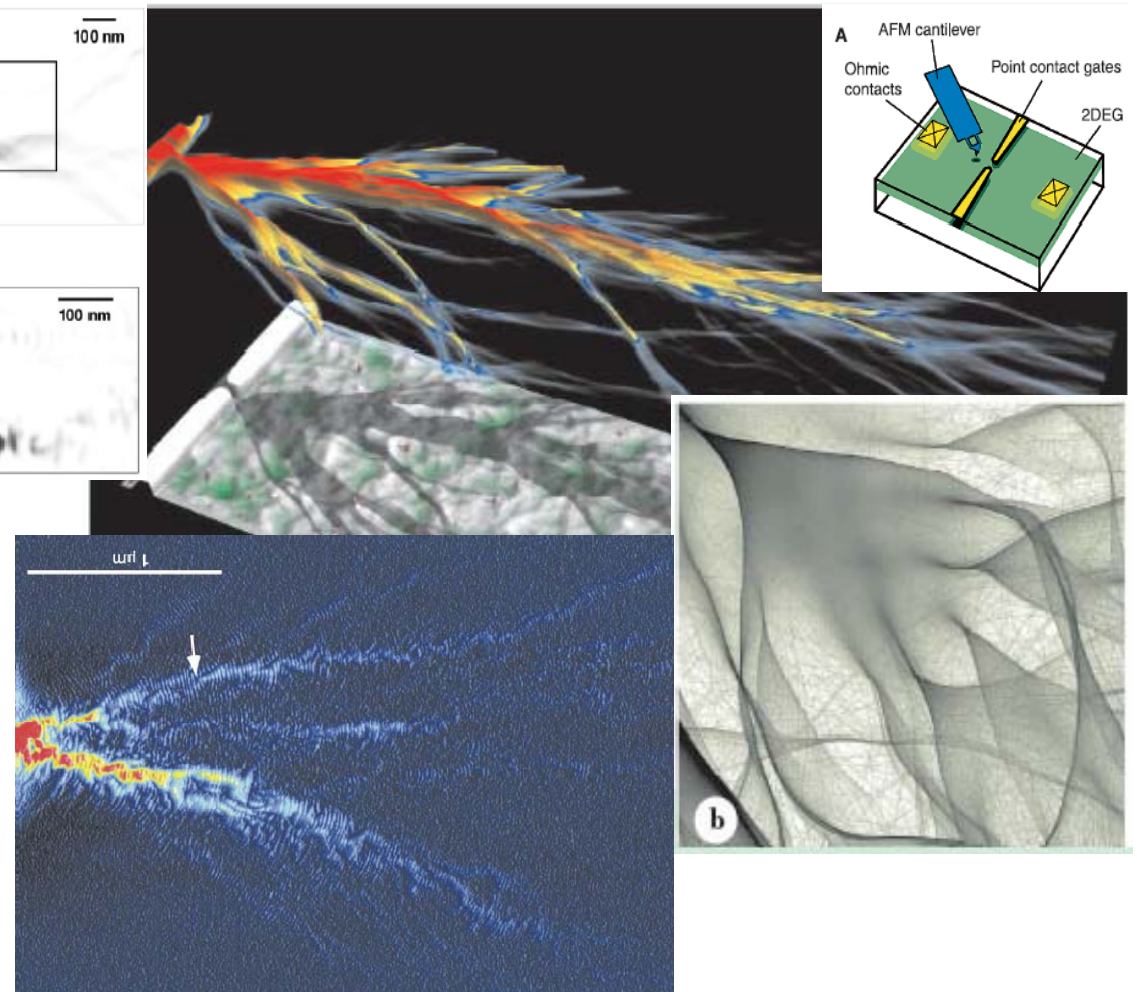 100 nm
A
AFM cantilever
Ohmic
contacts
Point contact gates
2DEG
100 nm
1 µm
b